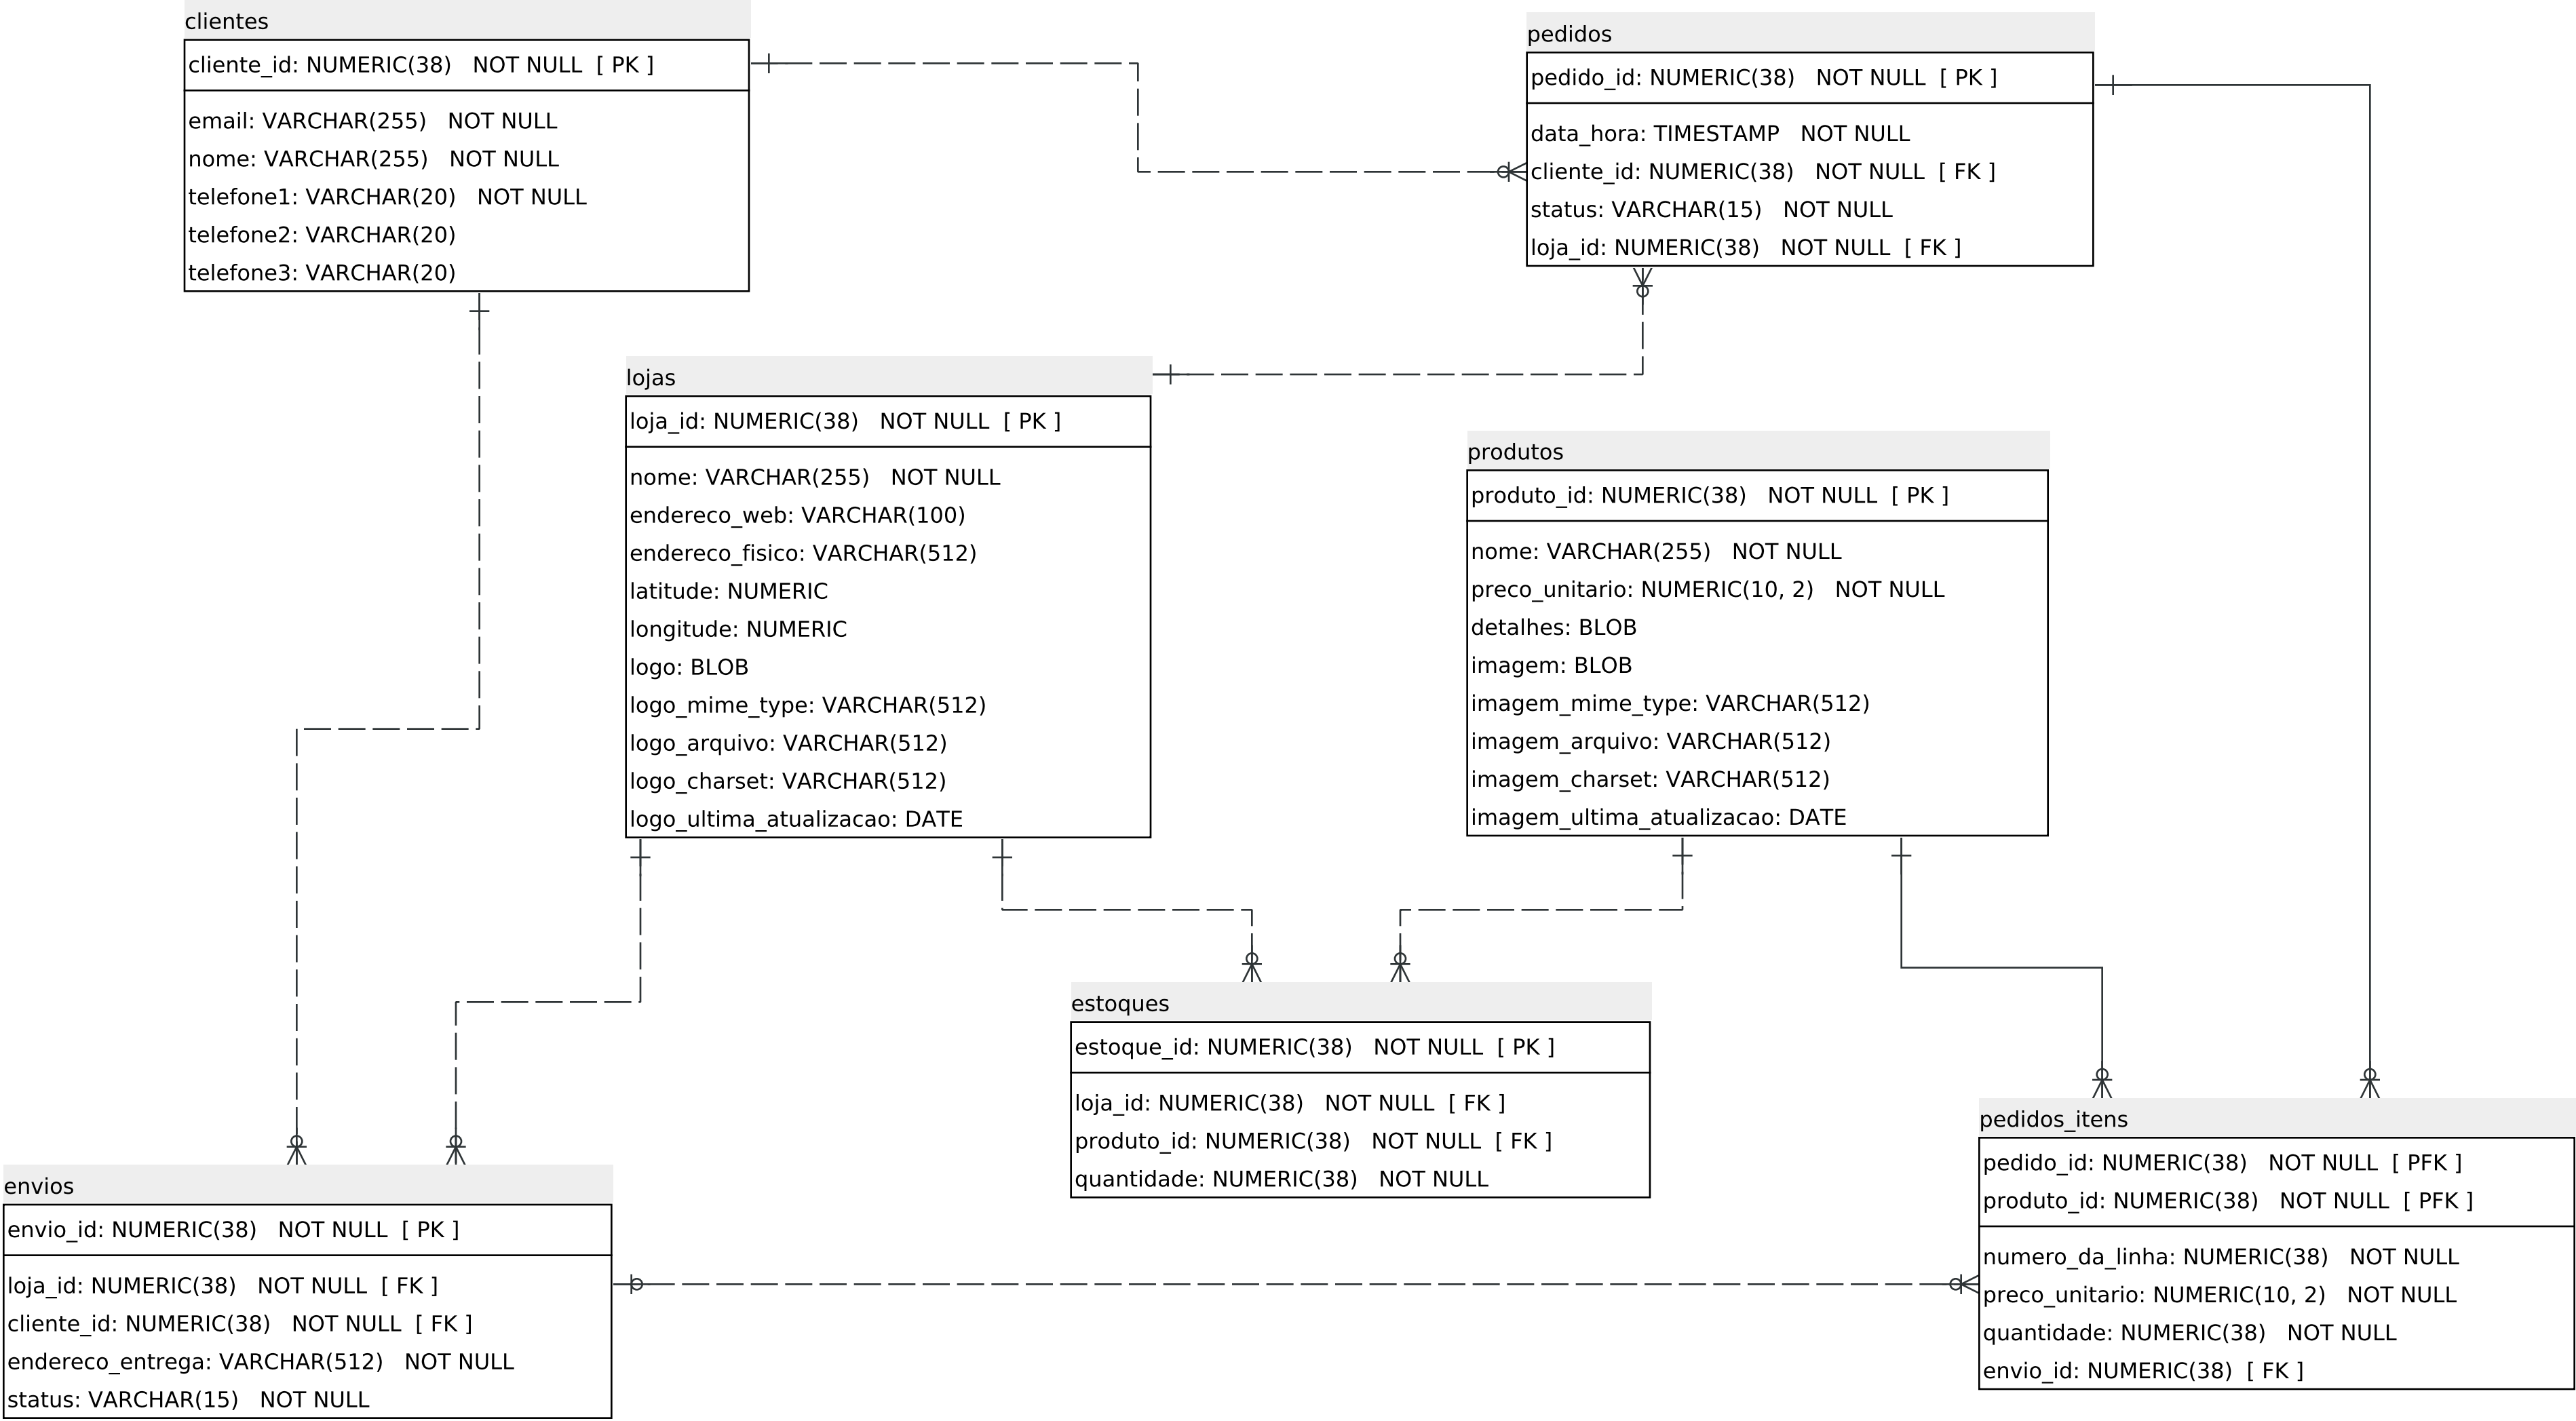 clientes
cliente_id: NUMERIC(38) NOT NULL [ PK ]
email: VARCHAR(255) NOT NULL
nome: VARCHAR(255) NOT NULL
telefone1: VARCHAR(20) NOT NULL
telefone2: VARCHAR(20)
telefone3: VARCHAR(20)
pedidos
pedido_id: NUMERIC(38) NOT NULL [ PK ]
data_hora: TIMESTAMP NOT NULL
cliente_id: NUMERIC(38) NOT NULL [ FK ]
status: VARCHAR(15) NOT NULL
loja_id: NUMERIC(38) NOT NULL [ FK ]
lojas
loja_id: NUMERIC(38) NOT NULL [ PK ]
nome: VARCHAR(255) NOT NULL
endereco_web: VARCHAR(100)
endereco_fisico: VARCHAR(512)
latitude: NUMERIC
longitude: NUMERIC
logo: BLOB
logo_mime_type: VARCHAR(512)
logo_arquivo: VARCHAR(512)
logo_charset: VARCHAR(512)
logo_ultima_atualizacao: DATE
produtos
produto_id: NUMERIC(38) NOT NULL [ PK ]
nome: VARCHAR(255) NOT NULL
preco_unitario: NUMERIC(10, 2) NOT NULL
detalhes: BLOB
imagem: BLOB
imagem_mime_type: VARCHAR(512)
imagem_arquivo: VARCHAR(512)
imagem_charset: VARCHAR(512)
imagem_ultima_atualizacao: DATE
estoques
estoque_id: NUMERIC(38) NOT NULL [ PK ]
loja_id: NUMERIC(38) NOT NULL [ FK ]
produto_id: NUMERIC(38) NOT NULL [ FK ]
quantidade: NUMERIC(38) NOT NULL
pedidos_itens
pedido_id: NUMERIC(38) NOT NULL [ PFK ]
produto_id: NUMERIC(38) NOT NULL [ PFK ]
numero_da_linha: NUMERIC(38) NOT NULL
preco_unitario: NUMERIC(10, 2) NOT NULL
quantidade: NUMERIC(38) NOT NULL
envio_id: NUMERIC(38) [ FK ]
envios
envio_id: NUMERIC(38) NOT NULL [ PK ]
loja_id: NUMERIC(38) NOT NULL [ FK ]
cliente_id: NUMERIC(38) NOT NULL [ FK ]
endereco_entrega: VARCHAR(512) NOT NULL
status: VARCHAR(15) NOT NULL